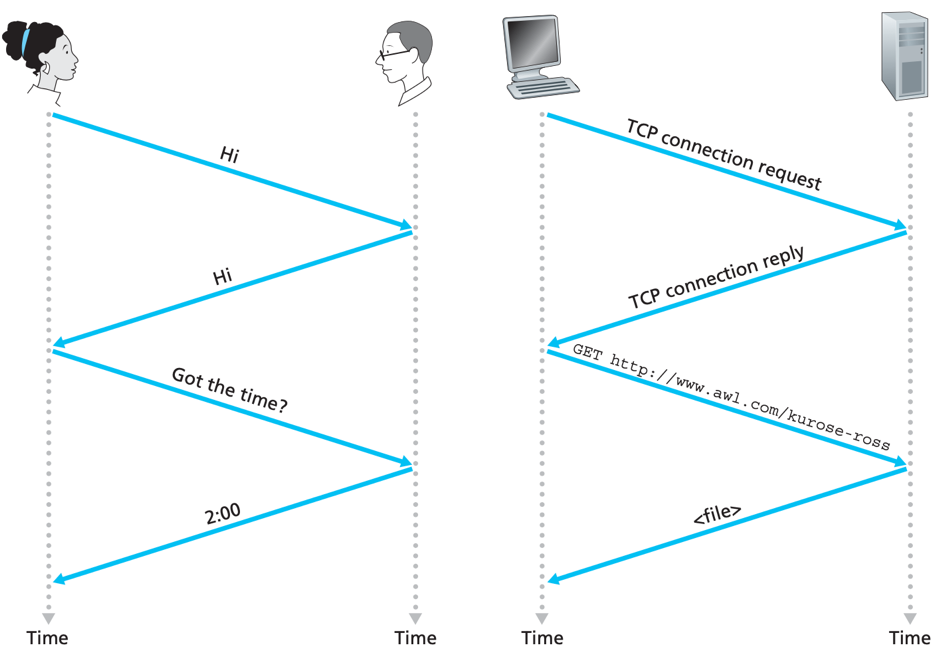 Hi
Hi
Got the time?
2:00
Time
Time
TCP connection request
TCP connection reply
GET http://www.awl.com/kurose-ross
<file>
Time
Time